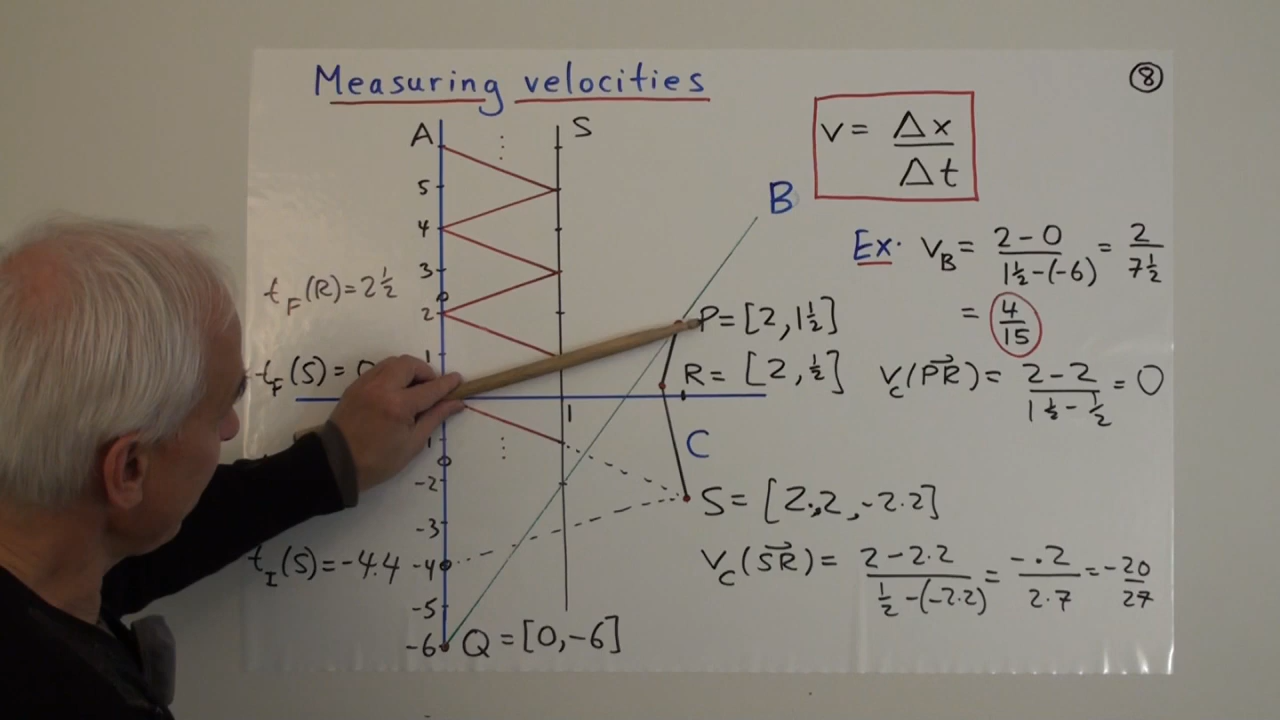 Measuring velocities
8
A
S
v = Δx / Δt
5
4
3
2
1
B
t_F(R)=2½
Ex. v_B = (2-0)/(1½-(-6)) = 2/7½
= 4/15
P=[2,1½]
t_F(S)=0
R=[2,½]
v_C(PR→) = (2-2)/(1½-½) = 0
1
C
1
-2
-3
S=[2.2,-2.2]
t_I(S)=-4.4
-4
v_C(SR→) = (2-2.2)/(½-(-2.2)) = -.2/2.7 = -20/27
-5
-6
Q=[0,-6]